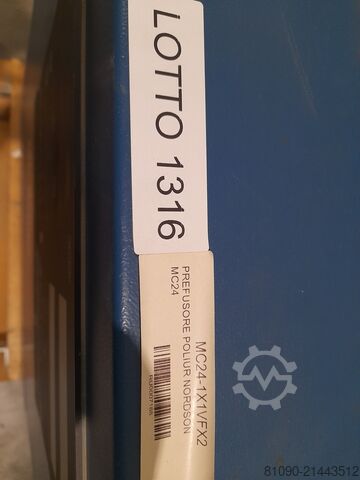 LOTTO 1316
MC24-1X1VFX2
PREFUSORE POLIUR NORDSON
MC24
81090-21443512